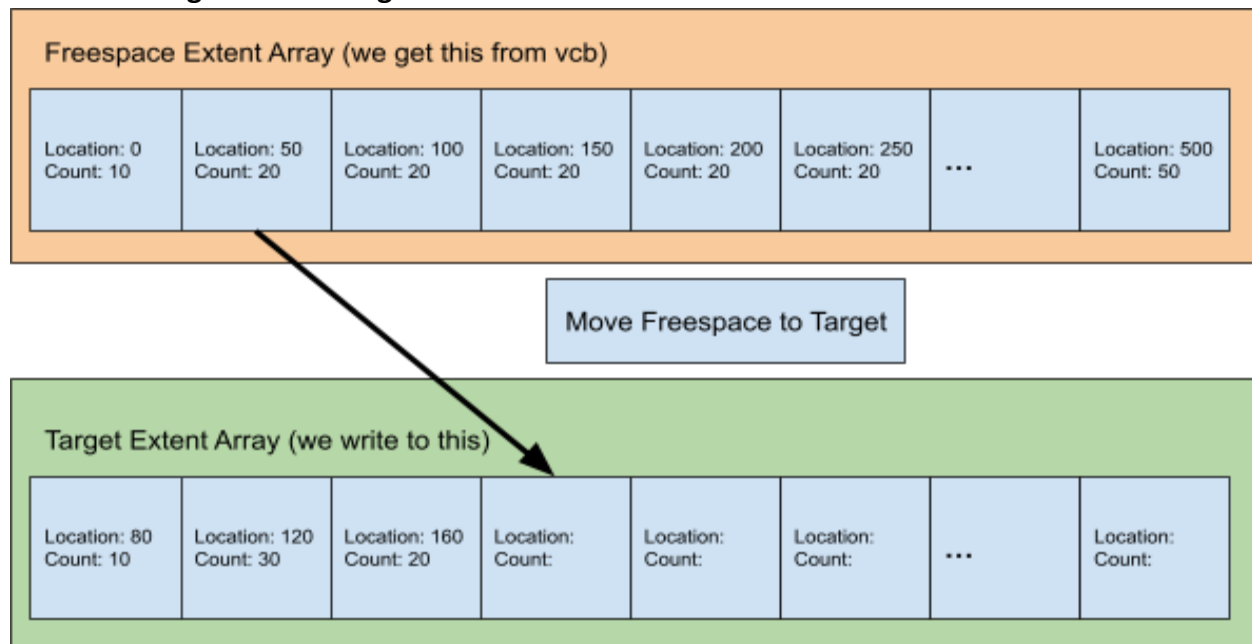 Freespace Extent Array (we get this from vcb)
Location: 0
Count: 10
Location: 50
Count: 20
Location: 100
Count: 20
Location: 150
Count: 20
Location: 200
Count: 20
Location: 250
Count: 20
...
Location: 500
Count: 50
Move Freespace to Target
Target Extent Array (we write to this)
Location: 80
Count: 10
Location: 120
Count: 30
Location: 160
Count: 20
Location:
Count:
Location:
Count:
Location:
Count:
...
Location:
Count: